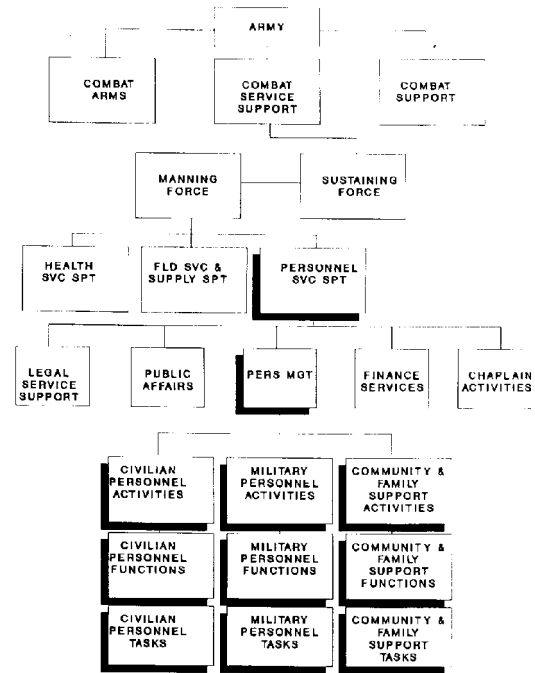 ARMY
COMBAT
ARMS
COMBAT
SERVICE
SUPPORT
COMBAT
SUPPORT
MANNING
FORCE
SUSTAINING
FORCE
HEALTH
SVC SPT
FLD SVC &
SUPPLY SPT
PERSONNEL
SVC SPT
LEGAL
SERVICE
SUPPORT
PUBLIC
AFFAIRS
PERS MGT
FINANCE
SERVICES
CHAPLAIN
ACTIVITIES
CIVILIAN
PERSONNEL
ACTIVITIES
MILITARY
PERSONNEL
ACTIVITIES
COMMUNITY &
FAMILY
SUPPORT
ACTIVITIES
CIVILIAN
PERSONNEL
FUNCTIONS
MILITARY
PERSONNEL
FUNCTIONS
COMMUNITY &
FAMILY
SUPPORT
FUNCTIONS
CIVILIAN
PERSONNEL
TASKS
MILITARY
PERSONNEL
TASKS
COMMUNITY &
FAMILY
SUPPORT
TASKS